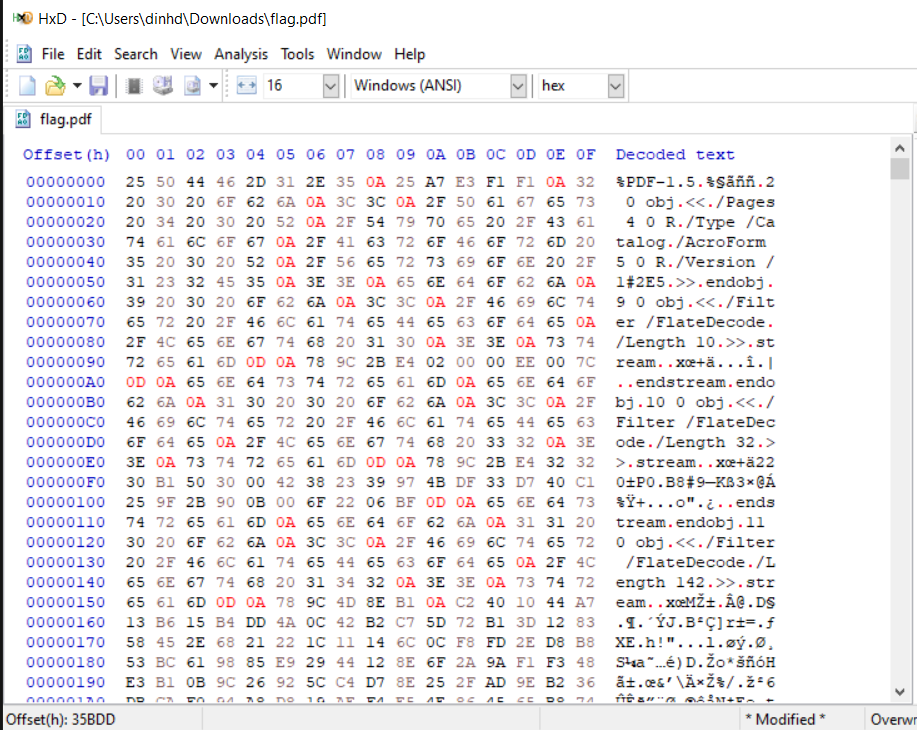 HxD - [C:\Users\dinhd\Downloads\flag.pdf]
File Edit Search View Analysis Tools Window Help
16 Windows (ANSI) hex
flag.pdf
Offset(h) 00 01 02 03 04 05 06 07 08 09 0A 0B 0C 0D 0E 0F Decoded text
00000000 25 50 44 46 2D 31 2E 35 0A 25 A7 E3 F1 F1 0A 32 %PDF-1.5.%§ãññ.2
00000010 20 30 20 6F 62 6A 0A 3C 3C 0A 2F 50 61 67 65 73 0 obj.<<./Pages
00000020 20 34 20 30 20 52 0A 2F 54 79 70 65 20 2F 43 61 4 0 R./Type /Ca
00000030 74 61 6C 6F 67 0A 2F 41 63 72 6F 46 6F 72 6D 20 talog./AcroForm
00000040 35 20 30 20 52 0A 2F 56 65 72 73 69 6F 6E 20 2F 5 0 R./Version /
00000050 31 23 32 45 35 0A 3E 3E 0A 65 6E 64 6F 62 6A 0A 1#2E5.>>.endobj.
00000060 39 20 30 20 6F 62 6A 0A 3C 3C 0A 2F 46 69 6C 74 9 0 obj.<<./Filt
00000070 65 72 20 2F 46 6C 61 74 65 44 65 63 6F 64 65 0A er /FlateDecode.
00000080 2F 4C 65 6E 67 74 68 20 31 30 0A 3E 3E 0A 73 74 /Length 10.>>.st
00000090 72 65 61 6D 0D 0A 78 9C 2B E4 02 00 00 EE 00 7C ream..xœ+ä...î.|
000000A0 0D 0A 65 6E 64 73 74 72 65 61 6D 0A 65 6E 64 6F ..endstream.endo
000000B0 62 6A 0A 31 30 20 30 20 6F 62 6A 0A 3C 3C 0A 2F bj.10 0 obj.<<./
000000C0 46 69 6C 74 65 72 20 2F 46 6C 61 74 65 44 65 63 Filter /FlateDec
000000D0 6F 64 65 0A 2F 4C 65 6E 67 74 68 20 33 32 0A 3E ode./Length 32.>
000000E0 3E 0A 73 74 72 65 61 6D 0D 0A 78 9C 2B E4 32 32 >.stream..xœ+ä22
000000F0 30 B1 50 30 00 42 38 23 39 97 4B DF 33 D7 40 C1 0±P0.B8#9—Kß3×@Á
00000100 25 9F 2B 90 0B 00 6F 22 06 BF 0D 0A 65 6E 64 73 %Ÿ+...o".¿..ends
00000110 74 72 65 61 6D 0A 65 6E 64 6F 62 6A 0A 31 31 20 tream.endobj.11
00000120 30 20 6F 62 6A 0A 3C 3C 0A 2F 46 69 6C 74 65 72 0 obj.<<./Filter
00000130 20 2F 46 6C 61 74 65 44 65 63 6F 64 65 0A 2F 4C /FlateDecode./L
00000140 65 6E 67 74 68 20 31 34 32 0A 3E 3E 0A 73 74 72 ength 142.>>.str
00000150 65 61 6D 0D 0A 78 9C 4D 8E B1 0A C2 40 10 44 A7 eam..xœMŽ±.Â@.D§
00000160 13 B6 15 B4 DD 4A 0C 42 B2 C7 5D 72 B1 3D 12 83 .¶.´ÝJ.B²Ç]r±=.ƒ
00000170 58 45 2E 68 21 22 1C 11 14 6C 0C F8 FD 2E D8 B8 XE.h!"...l.øý.Ø¸
00000180 53 BC 61 98 85 E9 29 44 12 8E 6F 2A 9A F1 F3 48 S¼a˜…é)D.Žo*šñóH
00000190 E3 B1 0B 9C 26 92 5C C4 D7 8E 25 2F AD 9E B2 36 ã±.œ&’\Ä×Ž%/.ž²6
Offset(h): 35BDD * Modified * Overwr